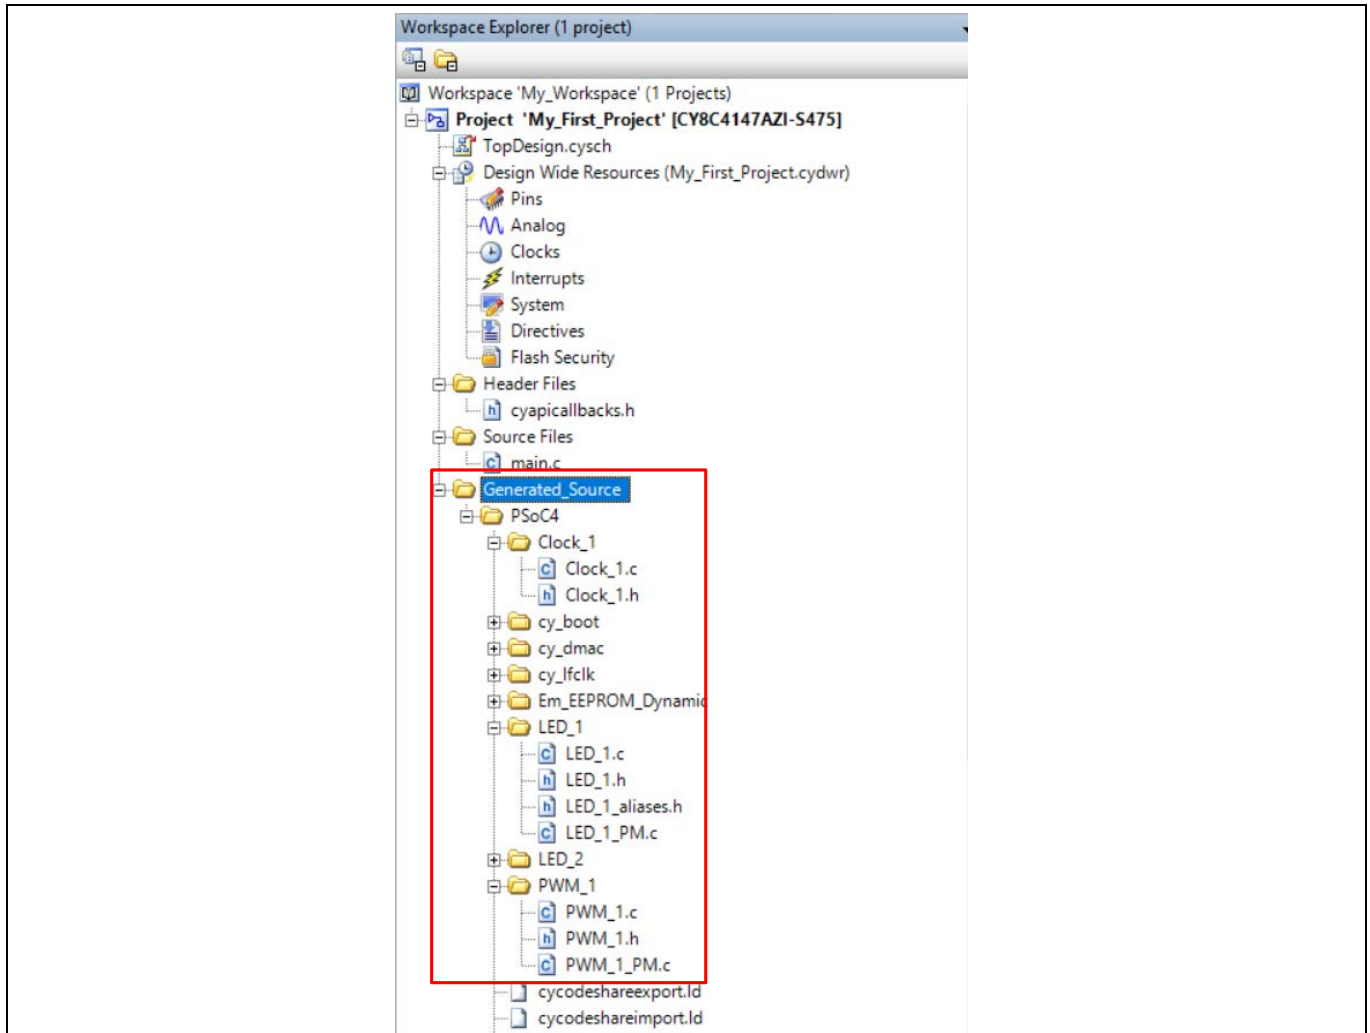 Workspace Explorer (1 project)
Workspace 'My_Workspace' (1 Projects)
Project 'My_First_Project' [CY8C4147AZI-S475]
TopDesign.cysch
Design Wide Resources (My_First_Project.cydwr)
Pins
Analog
Clocks
Interrupts
System
Directives
Flash Security
Header Files
cyapicallbacks.h
Source Files
main.c
Generated_Source
PSoC4
Clock_1
Clock_1.c
Clock_1.h
cy_boot
cy_dmac
cy_lfclk
Em_EEPROM_Dynamic
LED_1
LED_1.c
LED_1.h
LED_1_aliases.h
LED_1_PM.c
LED_2
PWM_1
PWM_1.c
PWM_1.h
PWM_1_PM.c
cycodeshareexport.ld
cycodeshareimport.ld